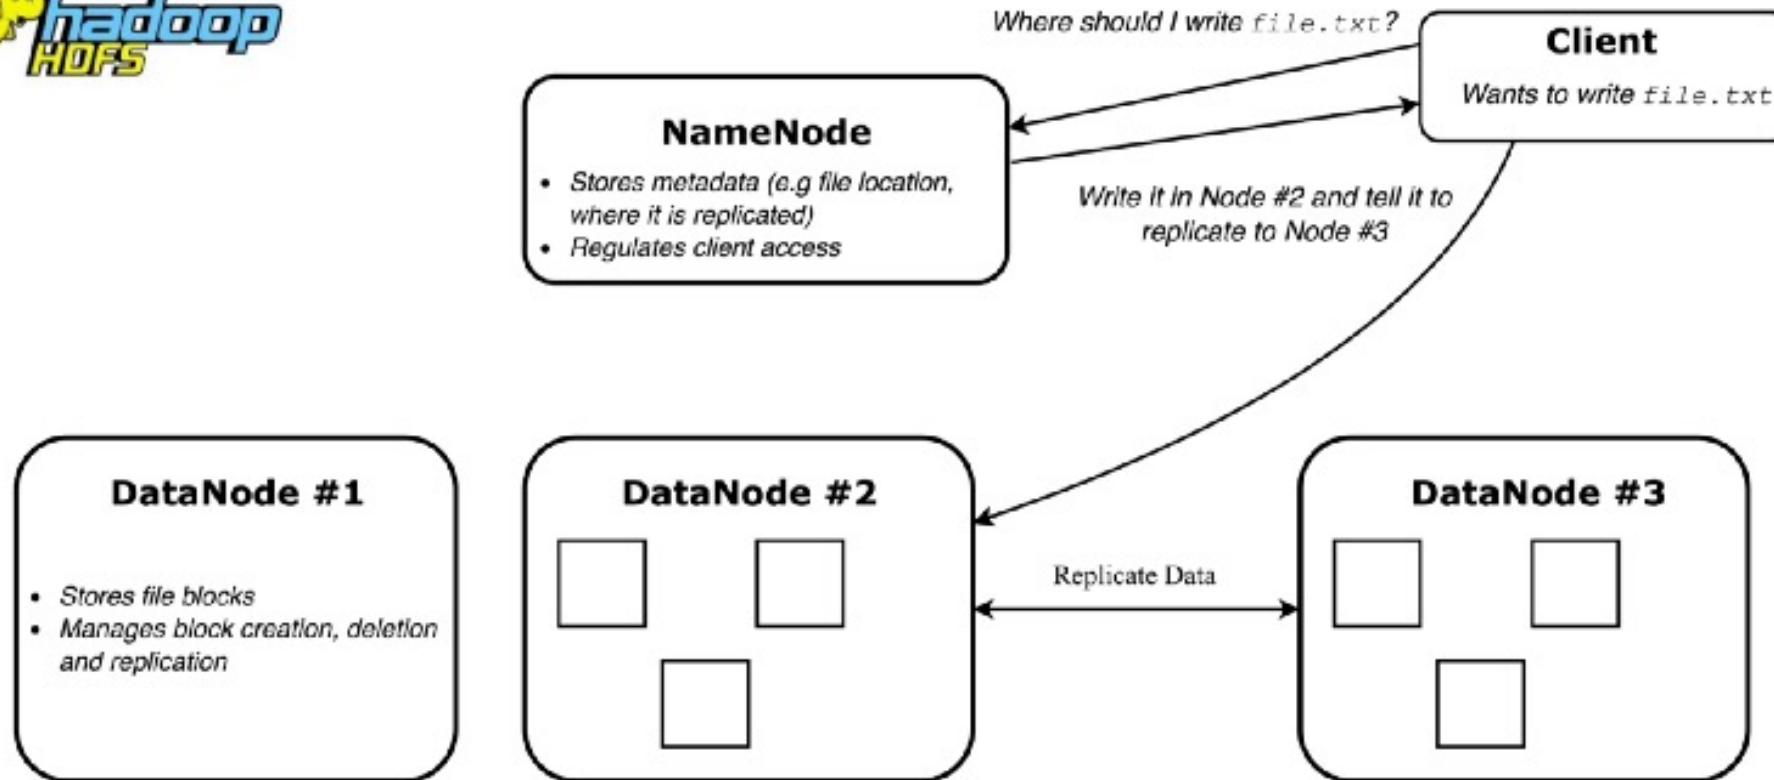 hadoop
HDFS
Where should I write file.txt?
Client
Wants to write file.txt
NameNode
• Stores metadata (e.g file location,
where it is replicated)
• Regulates client access
Write it in Node #2 and tell it to
replicate to Node #3
DataNode #1
• Stores file blocks
• Manages block creation, deletion
and replication
DataNode #2
Replicate Data
DataNode #3